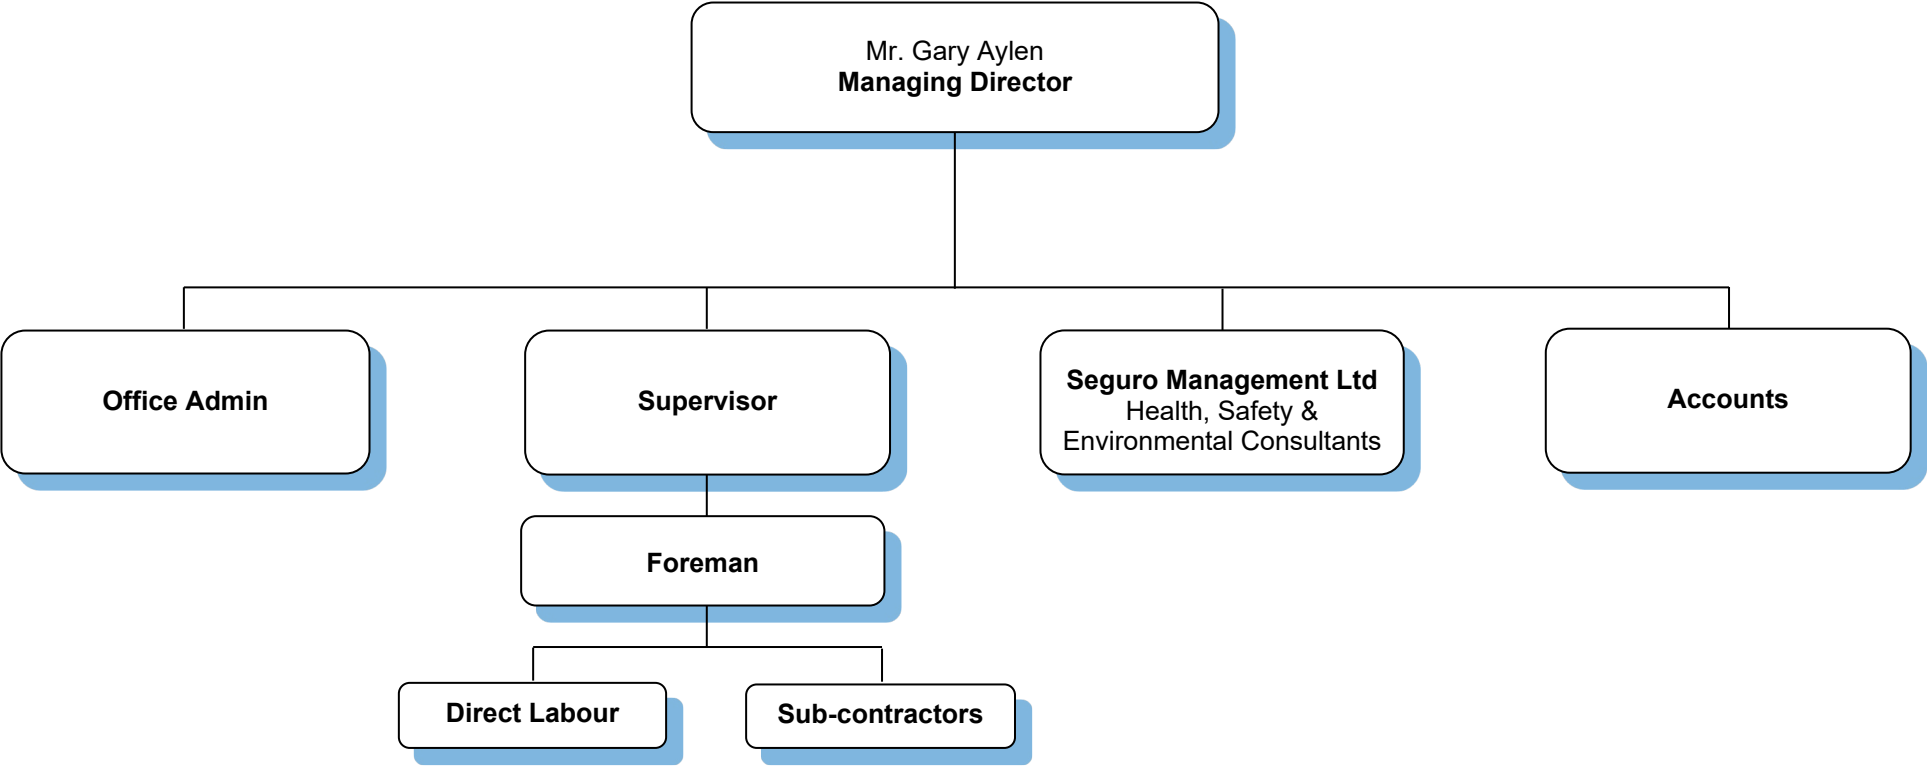 Mr. Gary Aylen
Managing Director
Office Admin
Supervisor
Seguro Management Ltd
Health, Safety &
Environmental Consultants
Accounts
Foreman
Direct Labour
Sub-contractors